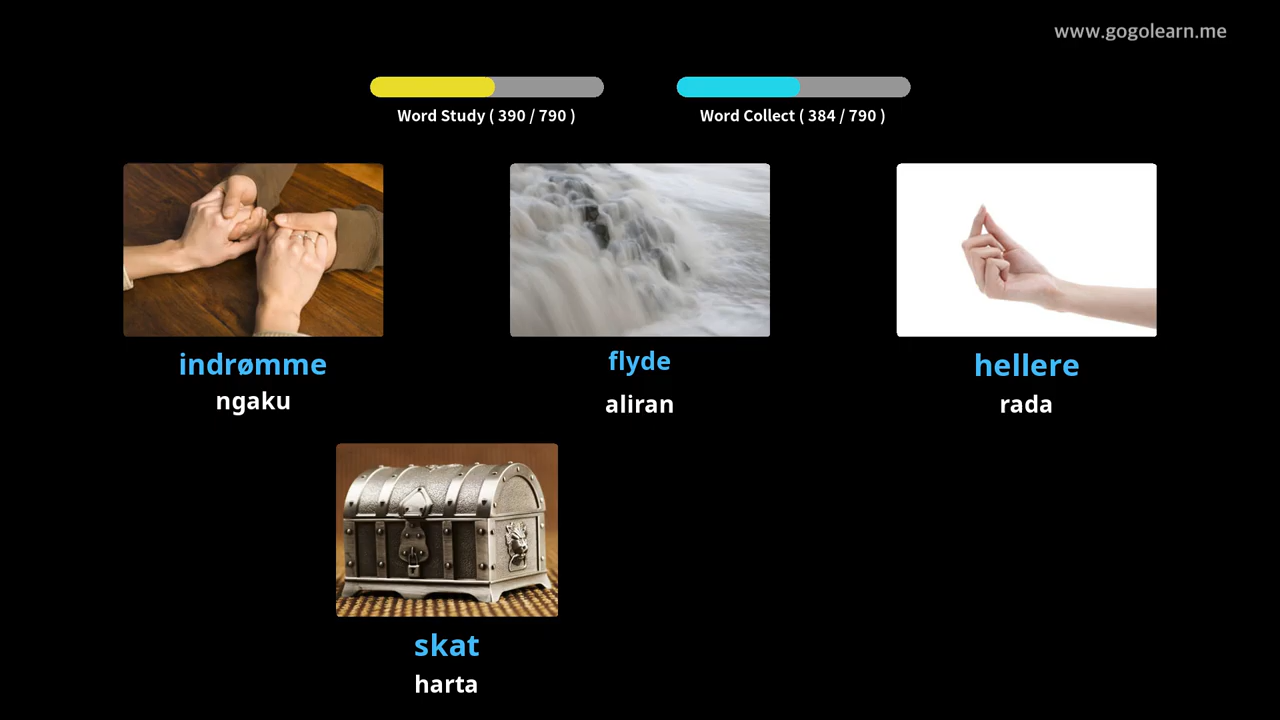 www.gogolearn.me
Word Study ( 390 / 790 )
Word Collect ( 384 / 790 )
indrømme
ngaku
flyde
aliran
hellere
rada
skat
harta